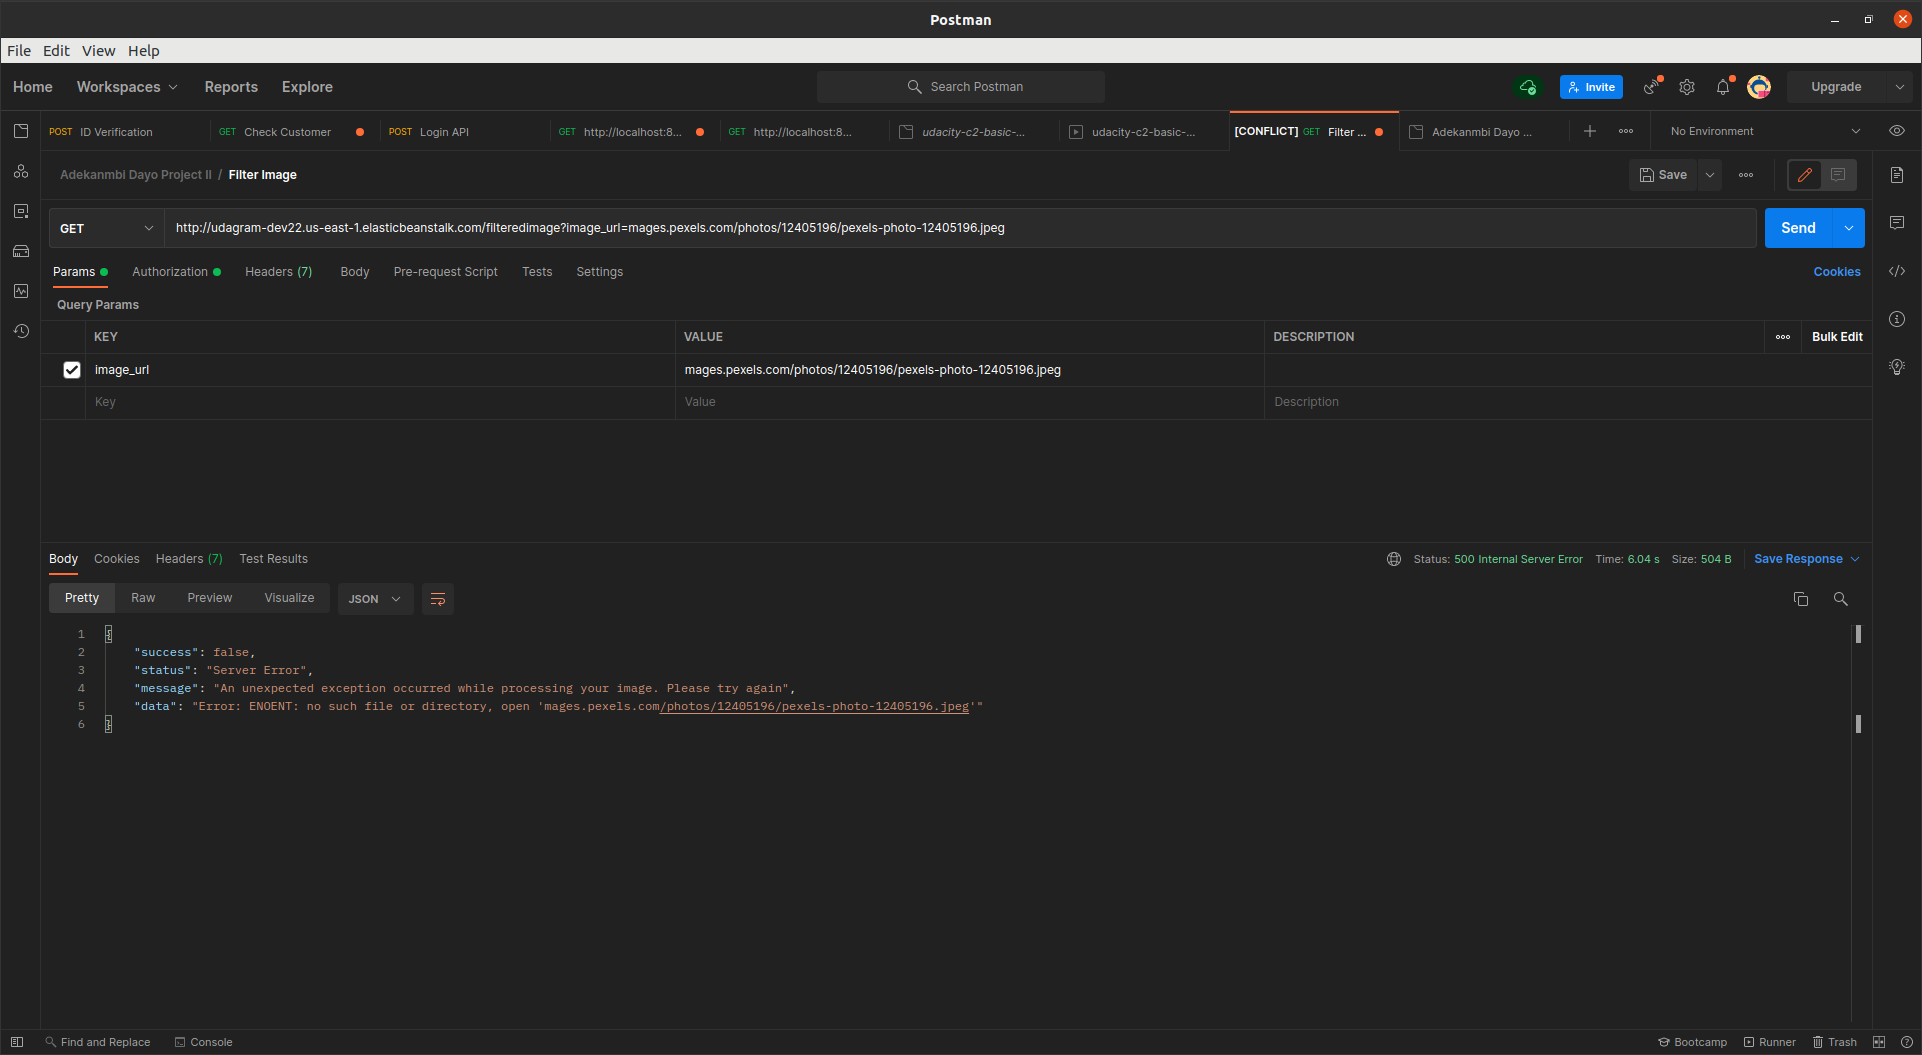 Postman
File Edit View Help
Home Workspaces Reports Explore Search Postman Invite Upgrade
POST ID Verification GET Check Customer POST Login API GET http://localhost:8... GET http://localhost:8... udacity-c2-basic-... udacity-c2-basic-... [CONFLICT] GET Filter ... Adekanmbi Dayo ... No Environment
Adekanmbi Dayo Project II / Filter Image Save
GET http://udagram-dev22.us-east-1.elasticbeanstalk.com/filteredimage?image_url=mages.pexels.com/photos/12405196/pexels-photo-12405196.jpeg Send
Params Authorization Headers (7) Body Pre-request Script Tests Settings Cookies
Query Params
KEY VALUE DESCRIPTION Bulk Edit
image_url mages.pexels.com/photos/12405196/pexels-photo-12405196.jpeg
Key Value Description
Body Cookies Headers (7) Test Results Status: 500 Internal Server Error Time: 6.04 s Size: 504 B Save Response
Pretty Raw Preview Visualize JSON
1 {
2 "success": false,
3 "status": "Server Error",
4 "message": "An unexpected exception occurred while processing your image. Please try again",
5 "data": "Error: ENOENT: no such file or directory, open 'mages.pexels.com/photos/12405196/pexels-photo-12405196.jpeg'"
6 }
Find and Replace Console Bootcamp Runner Trash